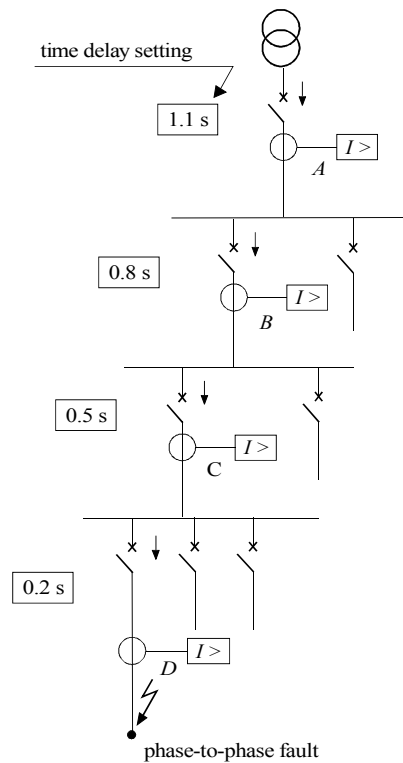 time delay setting
1.1 s
I >
A
0.8 s
I >
B
0.5 s
I >
C
0.2 s
I >
D
phase-to-phase fault